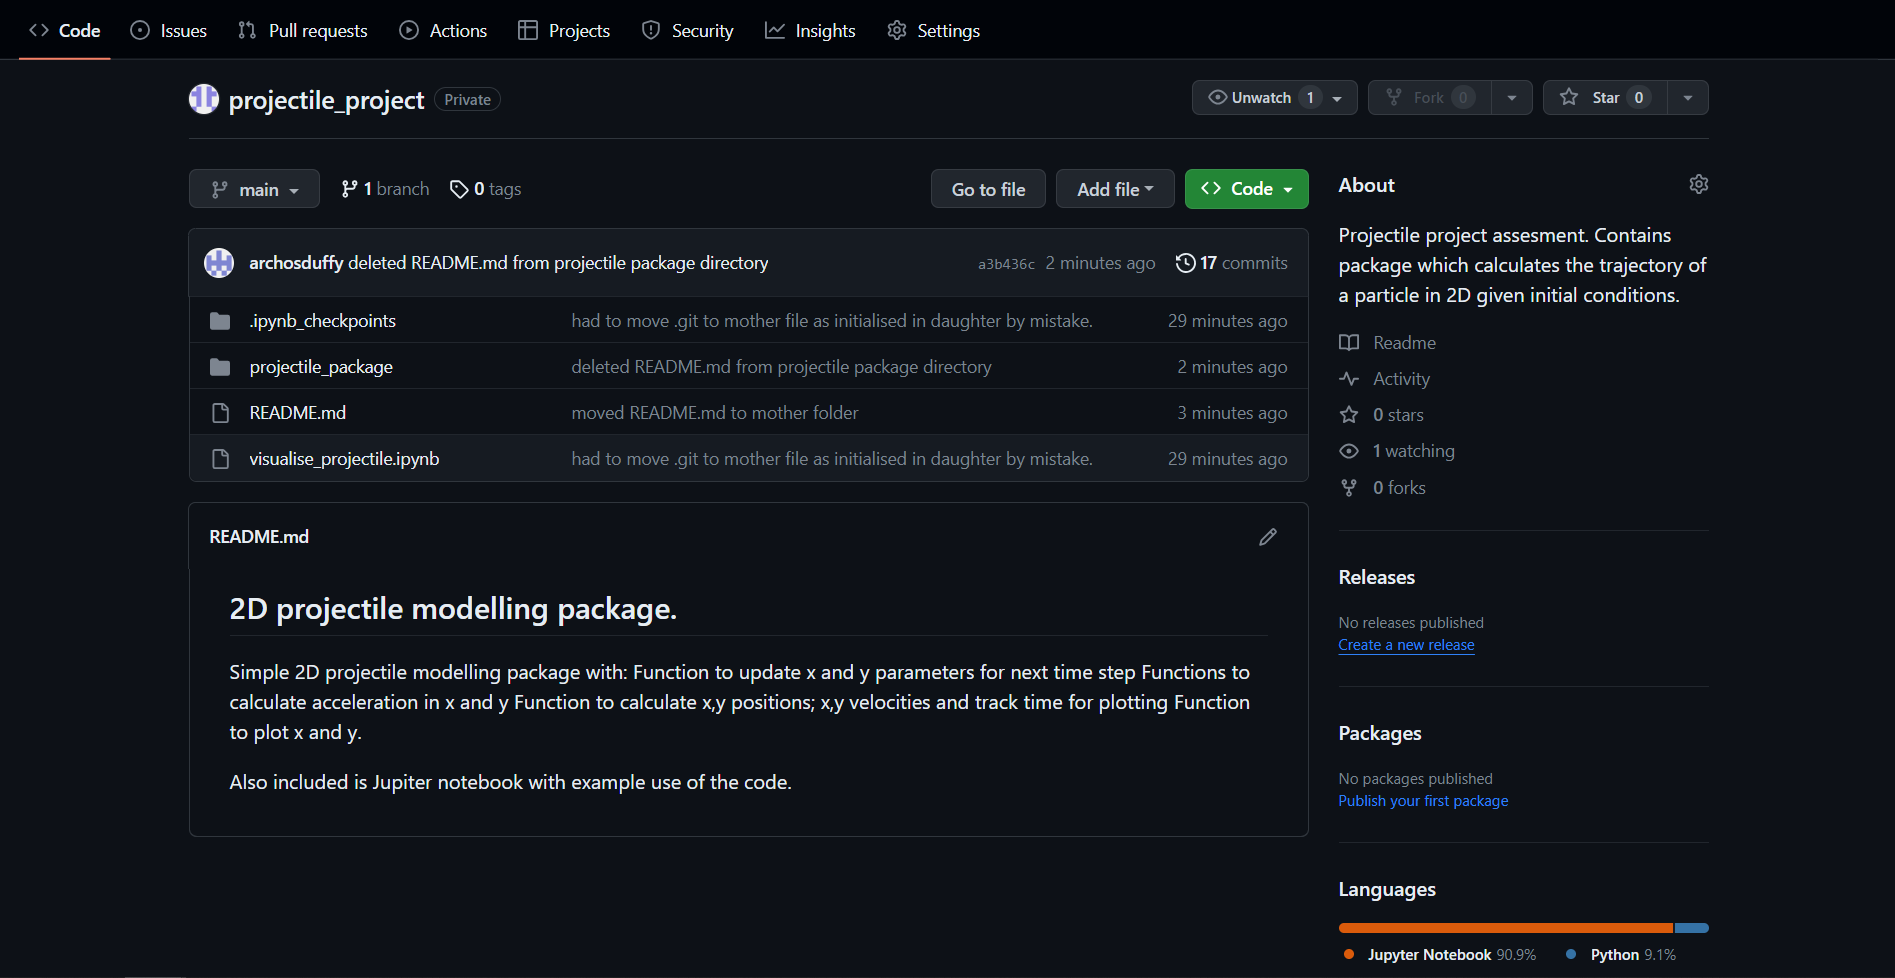 Code Issues Pull requests Actions Projects Security Insights Settings
projectile_project Private Unwatch 1 Fork 0 Star 0
main 1 branch 0 tags Go to file Add file Code
archosduffy deleted README.md from projectile package directory a3b436c 2 minutes ago 17 commits
.ipynb_checkpoints had to move .git to mother file as initialised in daughter by mistake. 29 minutes ago
projectile_package deleted README.md from projectile package directory 2 minutes ago
README.md moved README.md to mother folder 3 minutes ago
visualise_projectile.ipynb had to move .git to mother file as initialised in daughter by mistake. 29 minutes ago
README.md
2D projectile modelling package.
Simple 2D projectile modelling package with: Function to update x and y parameters for next time step Functions to
calculate acceleration in x and y Function to calculate x,y positions; x,y velocities and track time for plotting Function
to plot x and y.
Also included is Jupiter notebook with example use of the code.
About
Projectile project assesment. Contains
package which calculates the trajectory of
a particle in 2D given initial conditions.
Readme
Activity
0 stars
1 watching
0 forks
Releases
No releases published
Create a new release
Packages
No packages published
Publish your first package
Languages
Jupyter Notebook 90.9% Python 9.1%